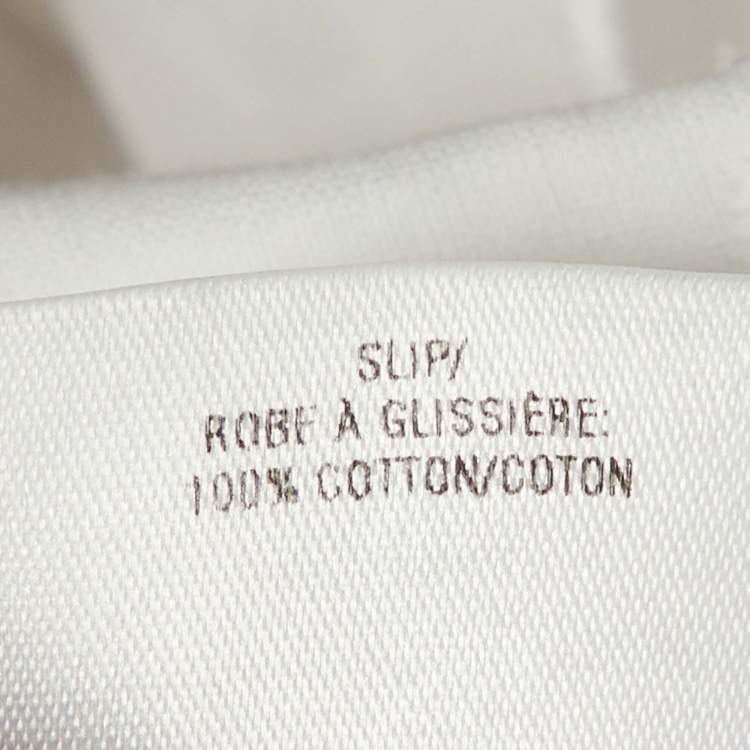 SLIP/
ROBE À GLISSIÈRE:
100% COTTON/COTON